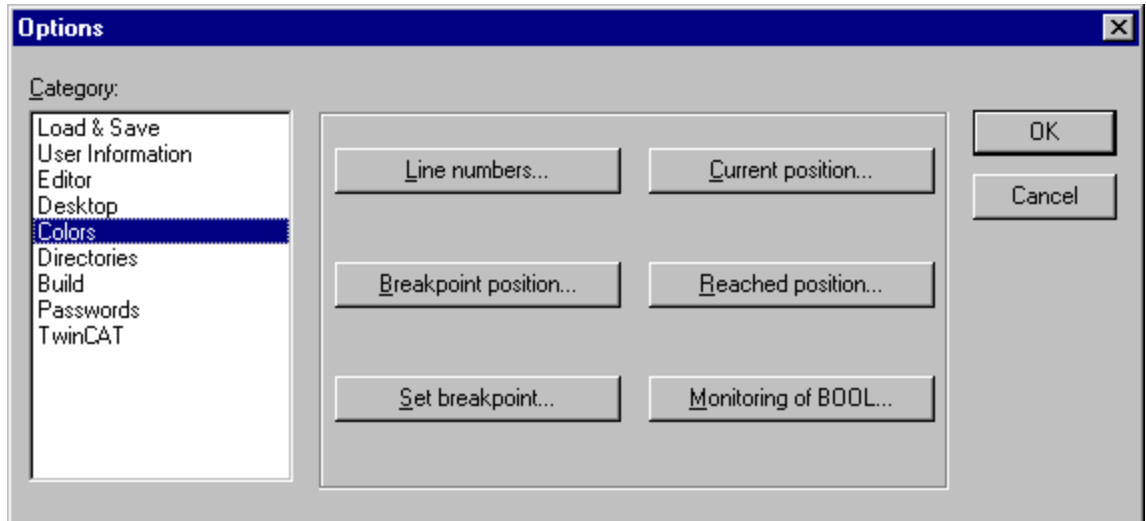 Options
Category:
Load & Save
User Information
Editor
Desktop
Colors
Directories
Build
Passwords
TwinCAT
Line numbers...
Current position...
Breakpoint position...
Reached position...
Set breakpoint...
Monitoring of BOOL...
OK
Cancel